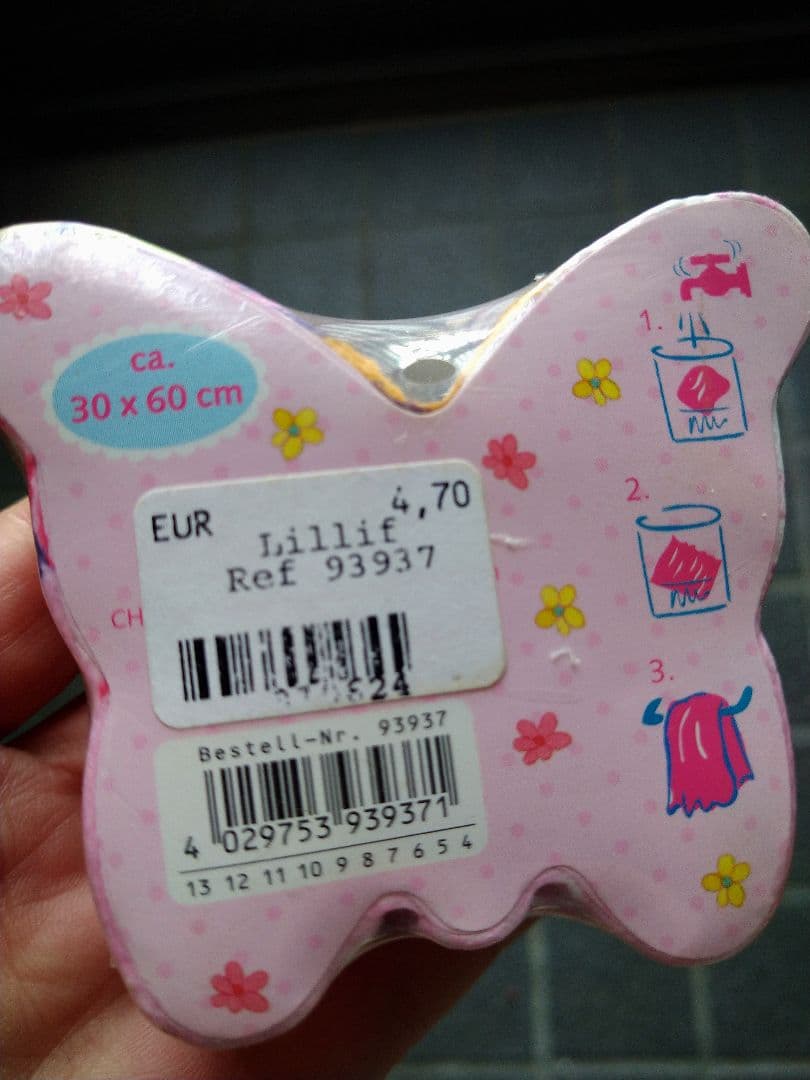 ca.
30 x 60 cm
EUR 4,70
Lillif
Ref 93937
CH
Bestell-Nr. 93937
4 029753 939371
13 12 11 10 9 8 7 6 5 4
1.
2.
3.